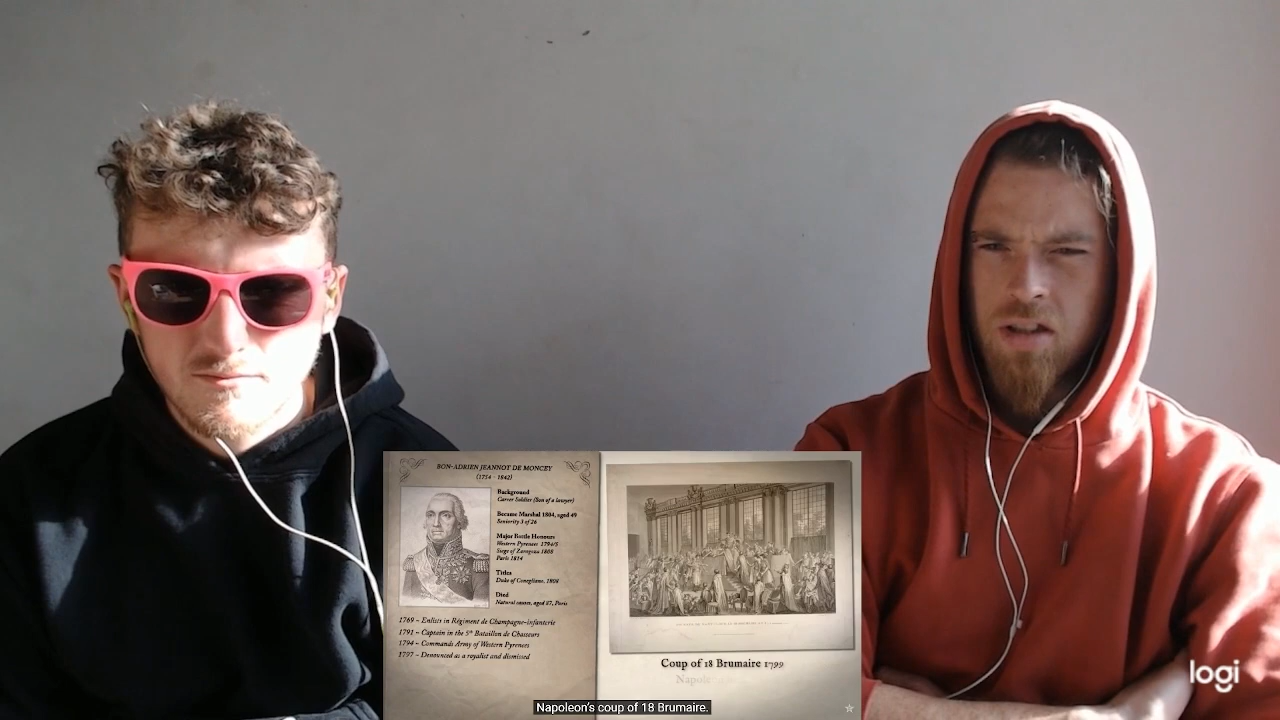 BON-ADRIEN JEANNOT DE MONCEY
(1754 - 1842)
Background
Career Soldier (Son of a lawyer)
Became Marshal 1804, aged 49
Seniority 3 of 26
Major Battle Honours
Western Pyrenees 1794/5
Siege of Zaragoza 1808
Paris 1814
Titles
Duke of Conegliano, 1808
Died
Natural causes, aged 87, Paris
1769 ~ Enlists in Régiment de Champagne-infanterie
1791 ~ Captain in the 5th Bataillon de Chasseurs
1794 ~ Commands Army of Western Pyrenees
1797 ~ Denounced as a royalist and dismissed
Coup of 18 Brumaire 1799
Napole
Napoleon's coup of 18 Brumaire.
logi